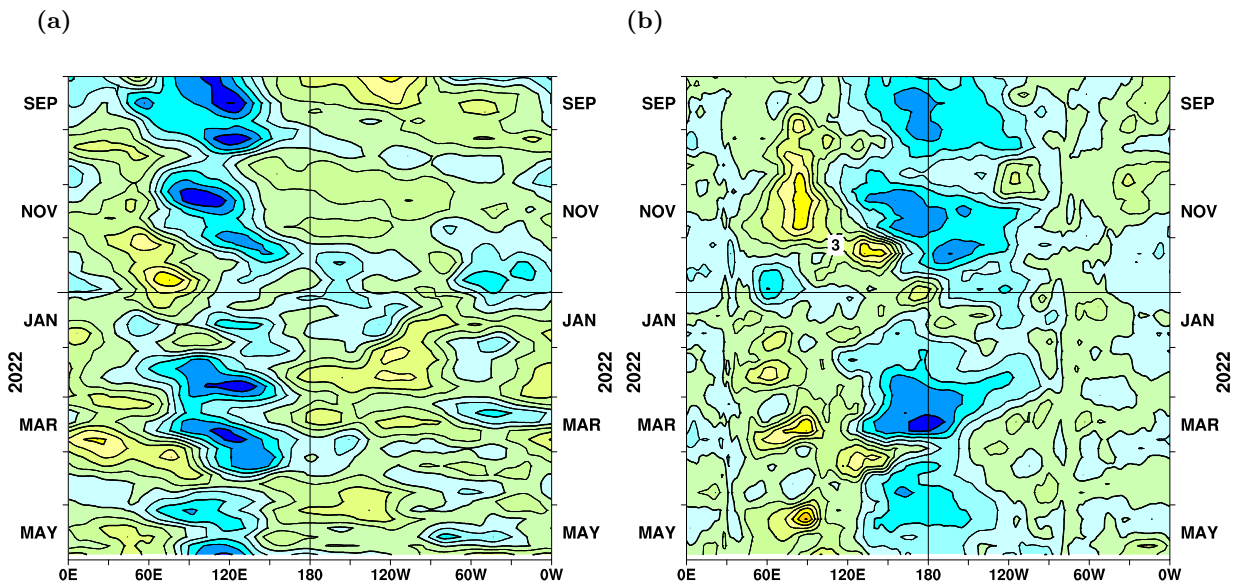 (a) (b)
SEP SEP SEP SEP
NOV NOV NOV NOV
3
JAN JAN JAN JAN
2022 2022 2022 2022
MAR MAR MAR MAR
MAY MAY MAY MAY
0E 60E 120E 180 120W 60W 0W 0E 60E 120E 180 120W 60W 0W